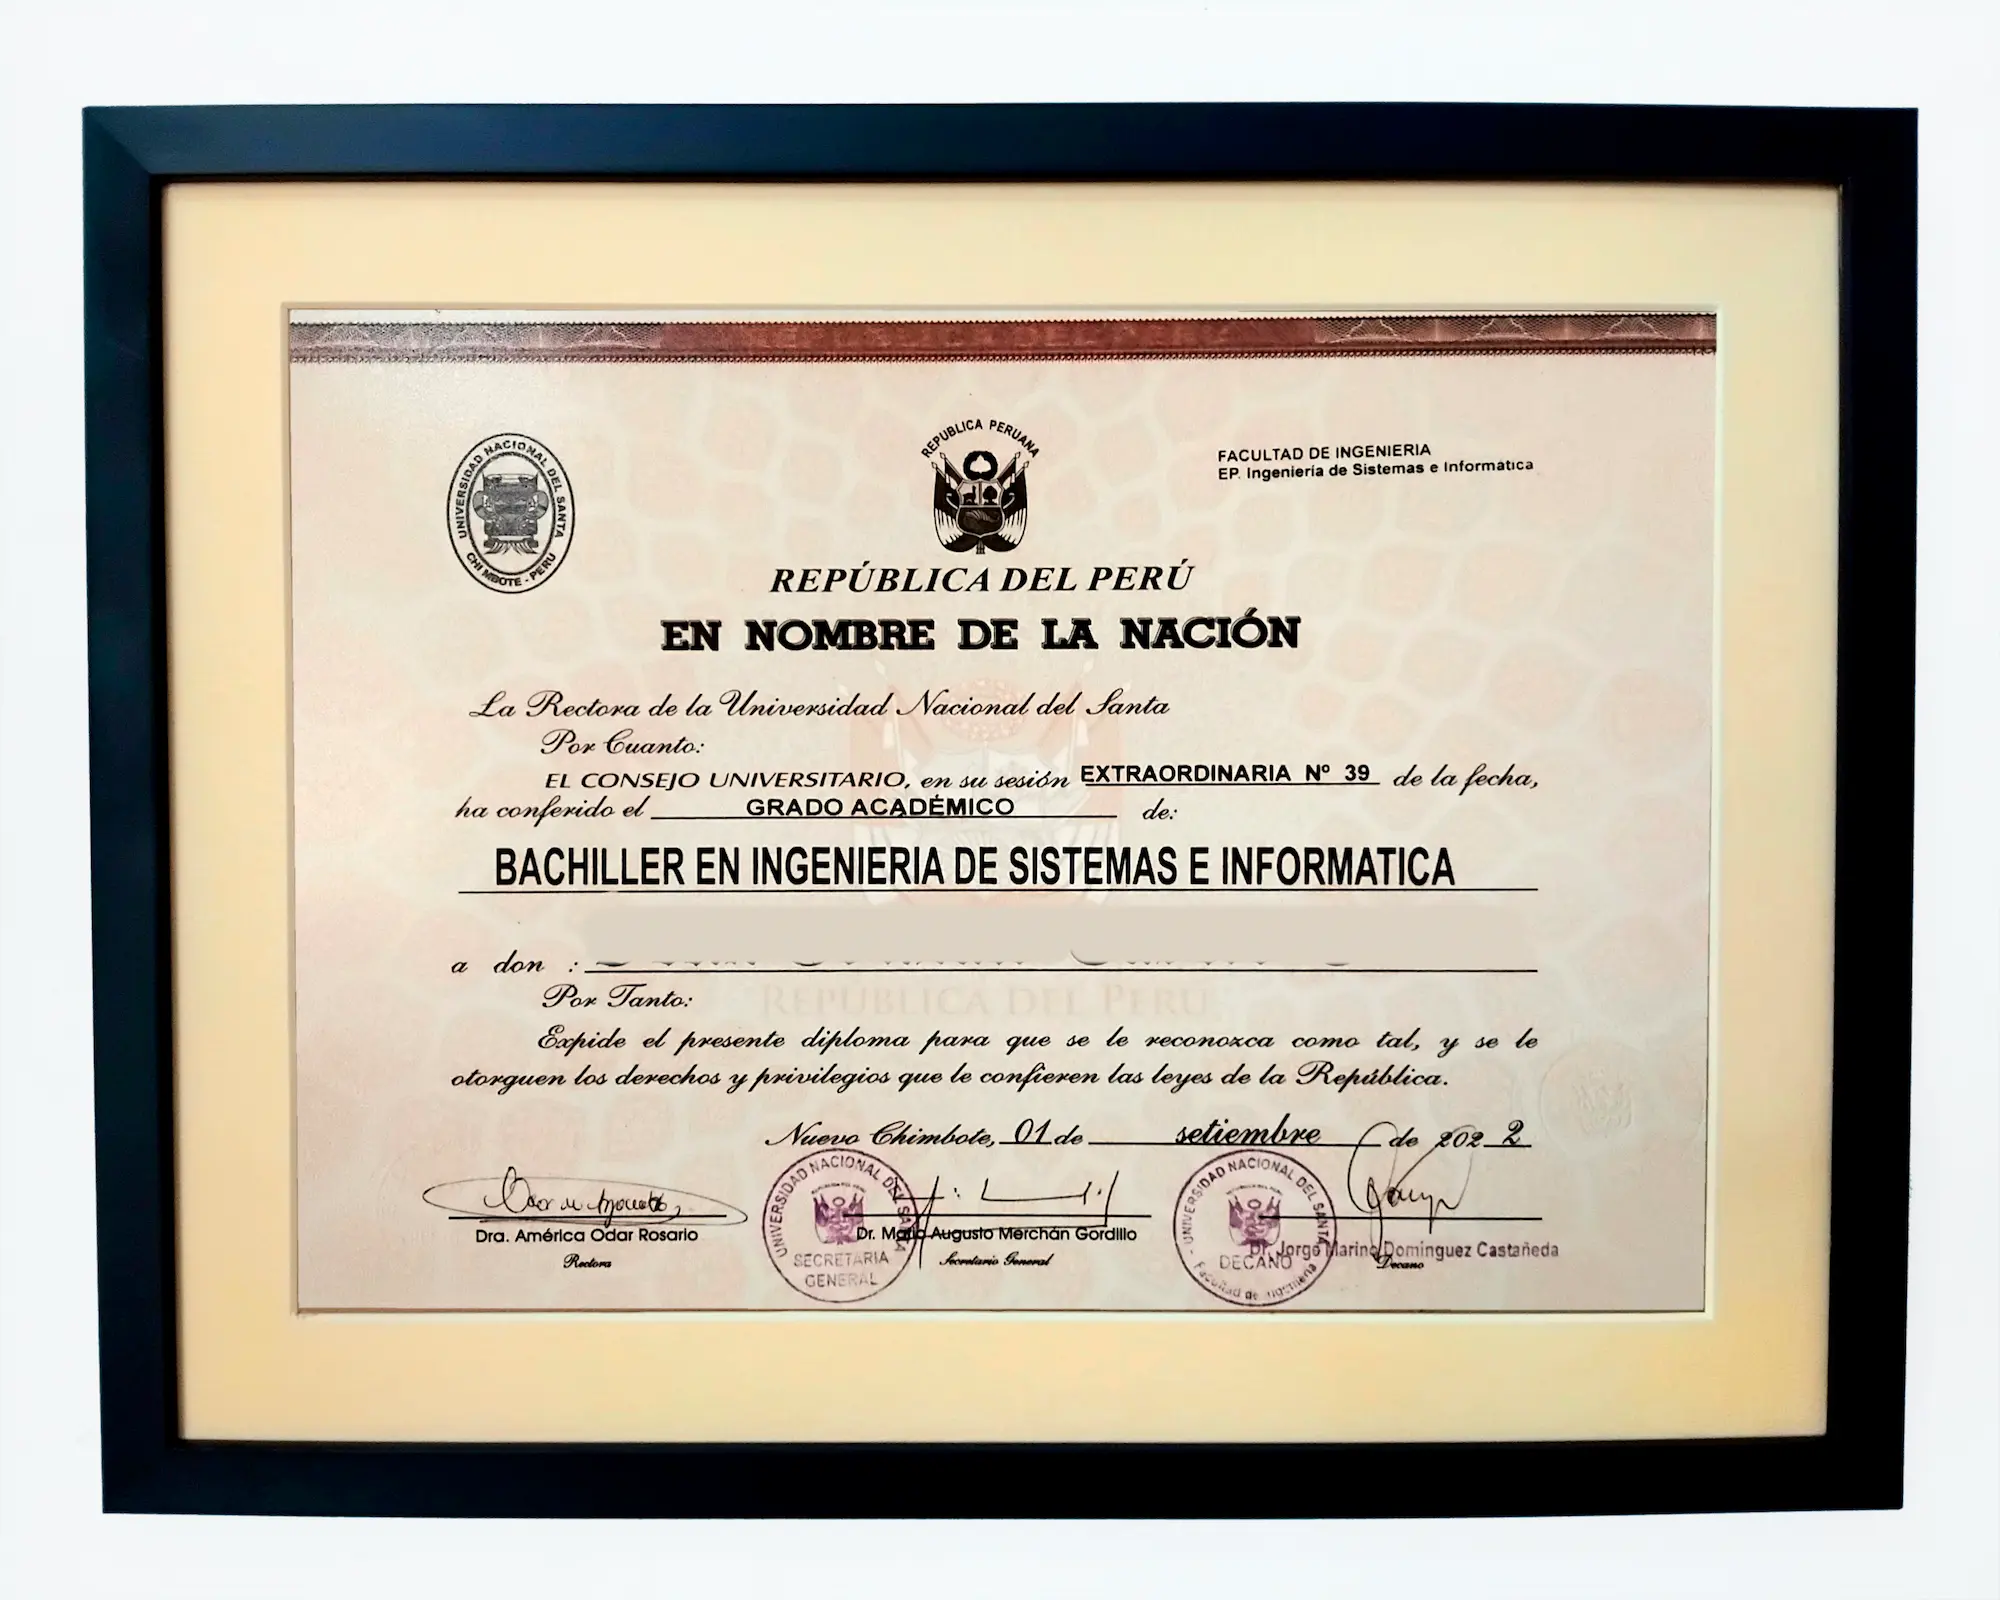 UNIVERSIDAD NACIONAL DEL SANTA
CHIMBOTE - PERU
REPUBLICA PERUANA
FACULTAD DE INGENIERIA
EP. Ingeniería de Sistemas e Informatica
REPÚBLICA DEL PERÚ
EN NOMBRE DE LA NACIÓN
La Rectora de la Universidad Nacional del Santa
Por Cuanto:
EL CONSEJO UNIVERSITARIO, en su sesión EXTRAORDINARIA Nº 39 de la fecha,
ha conferido el GRADO ACADÉMICO de:
BACHILLER EN INGENIERIA DE SISTEMAS E INFORMATICA
a don :
Por Tanto:
REPUBLICA DEL PERU
Expide el presente diploma para que se le reconozca como tal, y se le
otorguen los derechos y privilegios que le confieren las leyes de la República.
Nuevo Chimbote, 01 de setiembre de 2022
Dra. América Odar Rosario
Rectora
UNIVERSIDAD NACIONAL DEL SANTA
SECRETARIA
GENERAL
Dr. Mario Augusto Merchán Gordillo
Secretario General
UNIVERSIDAD NACIONAL DEL SANTA
DECANO
Facultad de Ingeniería
Dr. Jorge Marino Domínguez Castañeda
Decano